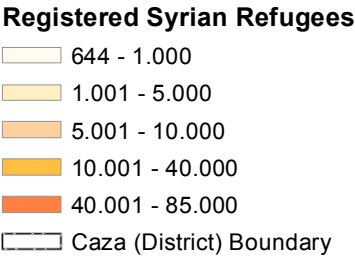 Registered Syrian Refugees
644 - 1.000
1.001 - 5.000
5.001 - 10.000
10.001 - 40.000
40.001 - 85.000
Caza (District) Boundary